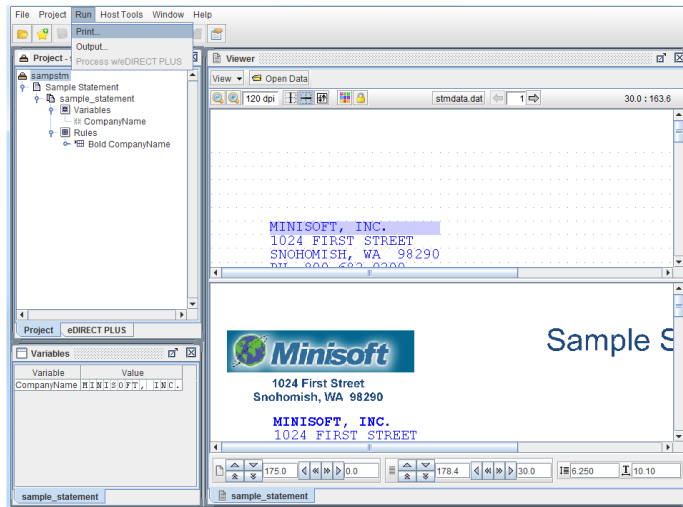 File Project Run Host Tools Window Help
Print...
Output...
Process w/eDIRECT PLUS
Project -
sampstm
Sample Statement
sample_statement
Variables
CompanyName
Rules
Bold CompanyName
Project eDIRECT PLUS
Variables
Variable Value
CompanyName MINISOFT, INC.
sample_statement
Viewer
View Open Data
120 dpi stmdata.dat 1 30.0 : 163.6
MINISOFT, INC.
1024 FIRST STREET
SNOHOMISH, WA 98290
PH 800-682-0200
Minisoft Sample S
1024 First Street
Snohomish, WA 98290
MINISOFT, INC.
1024 FIRST STREET
175.0 0.0 178.4 30.0 6.250 10.10
sample_statement